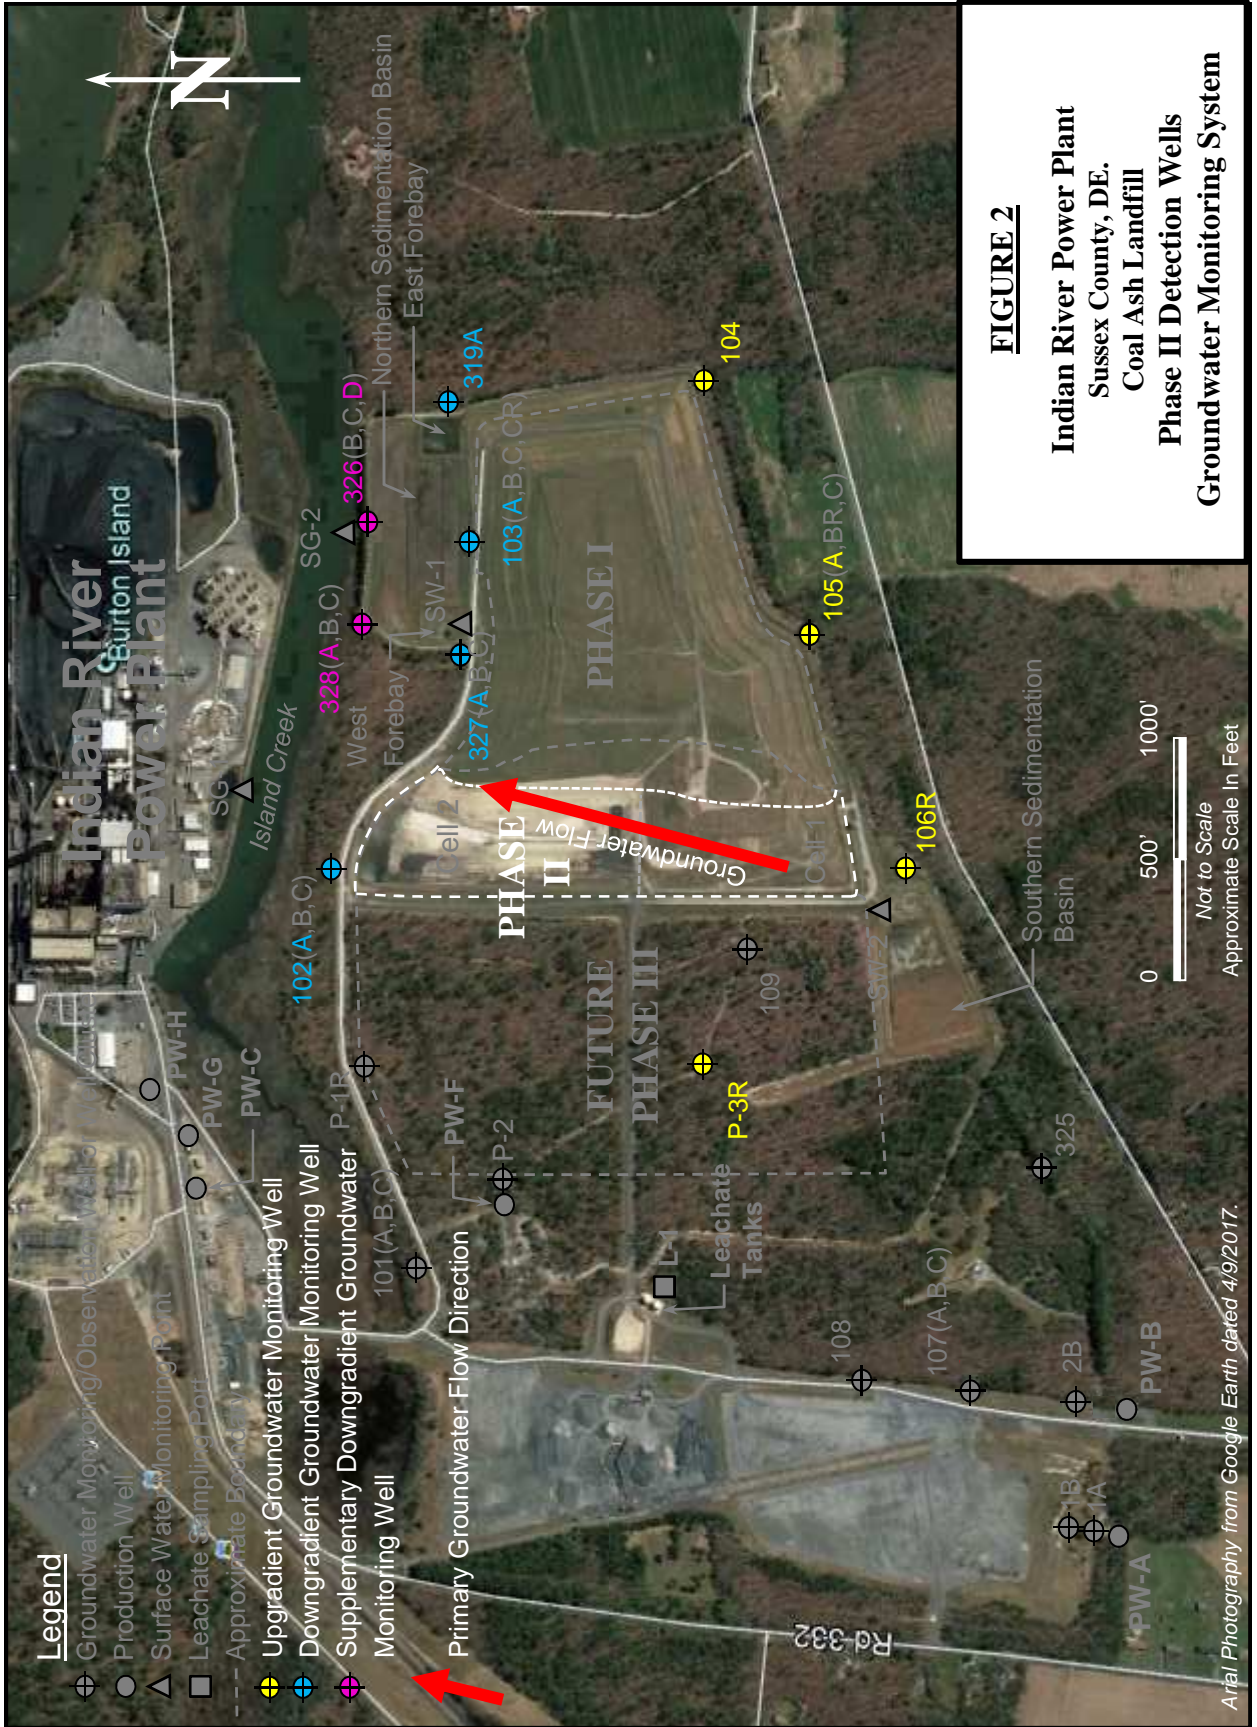 Legend
Groundwater Monitoring/Observation Well or Well Cluster
Production Well
Surface Water Monitoring Point
Leachate Sampling Port
Approximate Boundary
Upgradient Groundwater Monitoring Well
Downgradient Groundwater Monitoring Well
Supplementary Downgradient Groundwater
Monitoring Well
Primary Groundwater Flow Direction
Indian River
Power Plant
Burton Island
N
Island Creek
SG-2
PW-H
PW-G
PW-C
PW-F
P-1R
P-2
101(A,B,C)
102(A,B,C)
328(A,B,C)
326(B,C,D)
Northern Sedimentation Basin
East Forebay
West
Forebay
SW-1
319A
327(A,B,C)
103(A,B,C,CR)
104
105(A,BR,C)
106R
PHASE I
PHASE
II
Cell 2
Cell 1
Groundwater Flow
FUTURE
PHASE III
109
P-3R
SW-2
L-1
Leachate
Tanks
Southern Sedimentation
Basin
325
108
107(A,B,C)
2B
PW-B
1B
1A
PW-A
Rd 332
0 500' 1000'
Not to Scale
Approximate Scale In Feet
Arial Photography from Google Earth dated 4/9/2017.
FIGURE 2
Indian River Power Plant
Sussex County, DE.
Coal Ash Landfill
Phase II Detection Wells
Groundwater Monitoring System